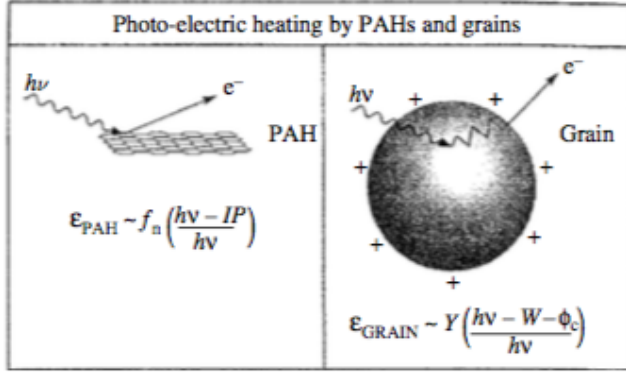 Photo-electric heating by PAHs and grains
hν
e⁻
PAH
ε_PAH ~ f_n ( (hν − IP) / hν )
hν
e⁻
Grain
+ +
+ +
+ +
+
ε_GRAIN ~ Y ( (hν − W − ϕ_c) / hν )